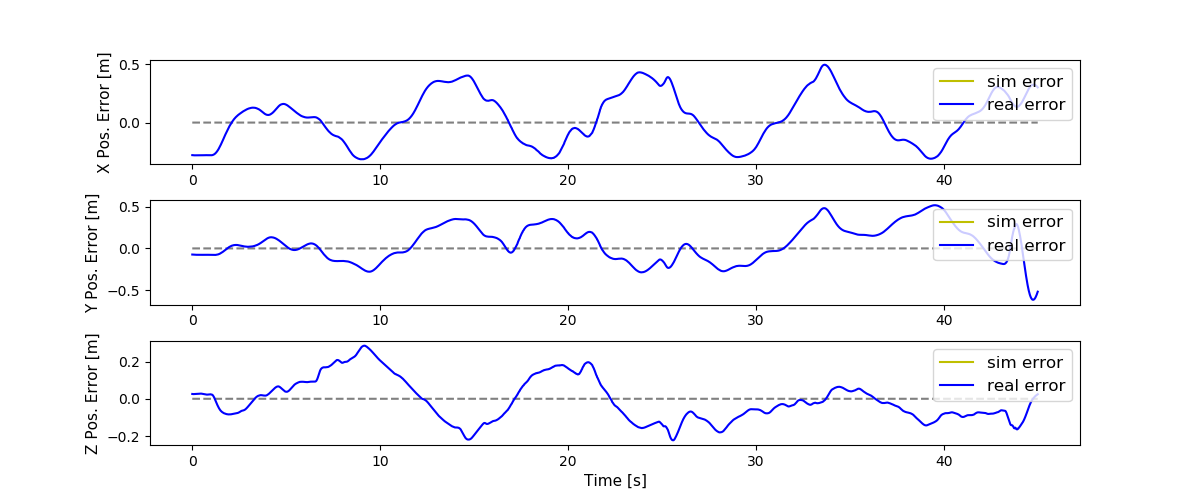 X Pos. Error [m]
0.5
0.0
sim error
real error
0 10 20 30 40
Y Pos. Error [m]
0.5
0.0
−0.5
sim error
real error
0 10 20 30 40
Z Pos. Error [m]
0.2
0.0
−0.2
sim error
real error
0 10 20 30 40
Time [s]